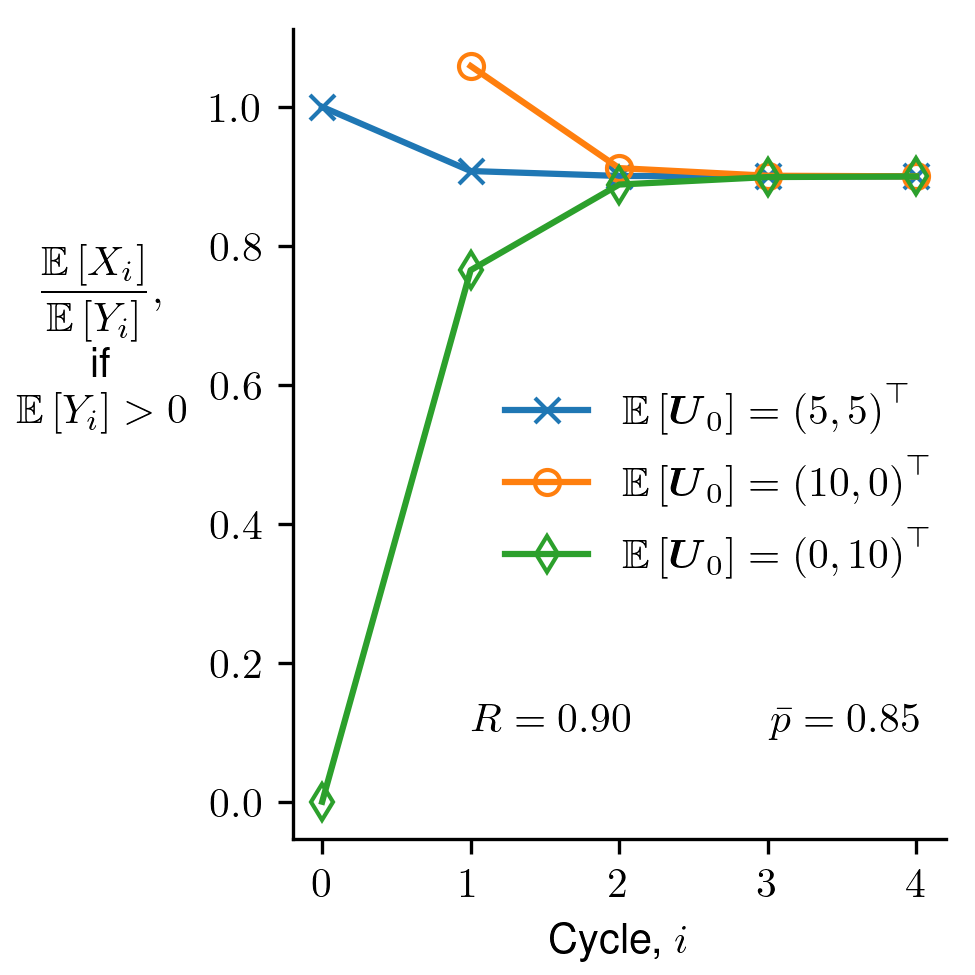 1.0
0.8
0.6
0.4
0.2
0.0
𝔼 [X_i]
𝔼 [Y_i] ,
if
𝔼 [Y_i] > 0
𝔼 [U_0] = (5, 5)^⊤
𝔼 [U_0] = (10, 0)^⊤
𝔼 [U_0] = (0, 10)^⊤
R = 0.90
p̄ = 0.85
0 1 2 3 4
Cycle, i